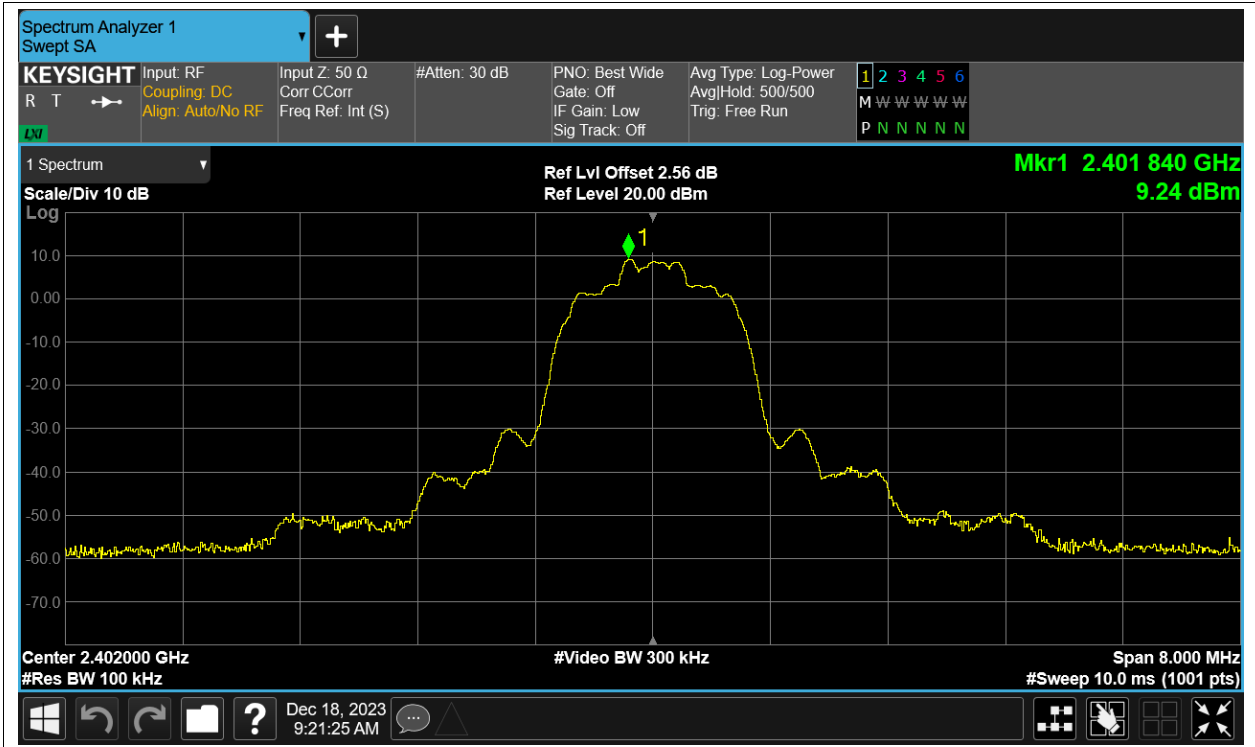 Spectrum Analyzer 1
Swept SA
KEYSIGHT
R T
LXI
Input: RF
Coupling: DC
Align: Auto/No RF
Input Z: 50 Ω
Corr CCorr
Freq Ref: Int (S)
#Atten: 30 dB
PNO: Best Wide
Gate: Off
IF Gain: Low
Sig Track: Off
Avg Type: Log-Power
Avg|Hold: 500/500
Trig: Free Run
1 2 3 4 5 6
M W W W W W
P N N N N N
1 Spectrum
Scale/Div 10 dB
Log
Ref Lvl Offset 2.56 dB
Ref Level 20.00 dBm
Mkr1 2.401 840 GHz
9.24 dBm
1
10.0
0.00
-10.0
-20.0
-30.0
-40.0
-50.0
-60.0
-70.0
Center 2.402000 GHz
#Res BW 100 kHz
#Video BW 300 kHz
Span 8.000 MHz
#Sweep 10.0 ms (1001 pts)
?
Dec 18, 2023
9:21:25 AM